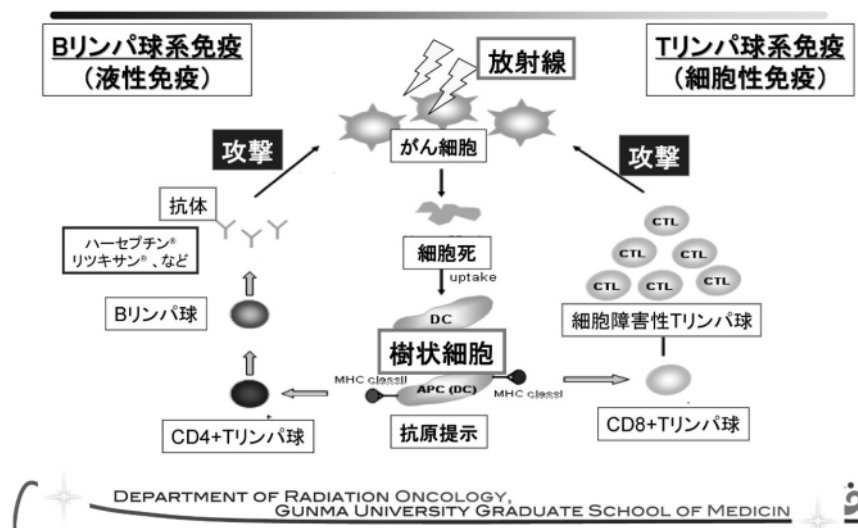 Bリンパ球系免疫
(液性免疫)
放射線
Tリンパ球系免疫
(細胞性免疫)
攻撃
がん細胞
攻撃
抗体
ハーセプチン®
リツキサン®、など
細胞死
uptake
CTL
CTL
CTL
CTL
CTL
CTL
Bリンパ球
DC
細胞障害性Tリンパ球
樹状細胞
MHC classII
APC (DC)
MHC classI
CD4+Tリンパ球
+
抗原提示
CD8+Tリンパ球
DEPARTMENT OF RADIATION ONCOLOGY,
GUNMA UNIVERSITY GRADUATE SCHOOL OF MEDICIN